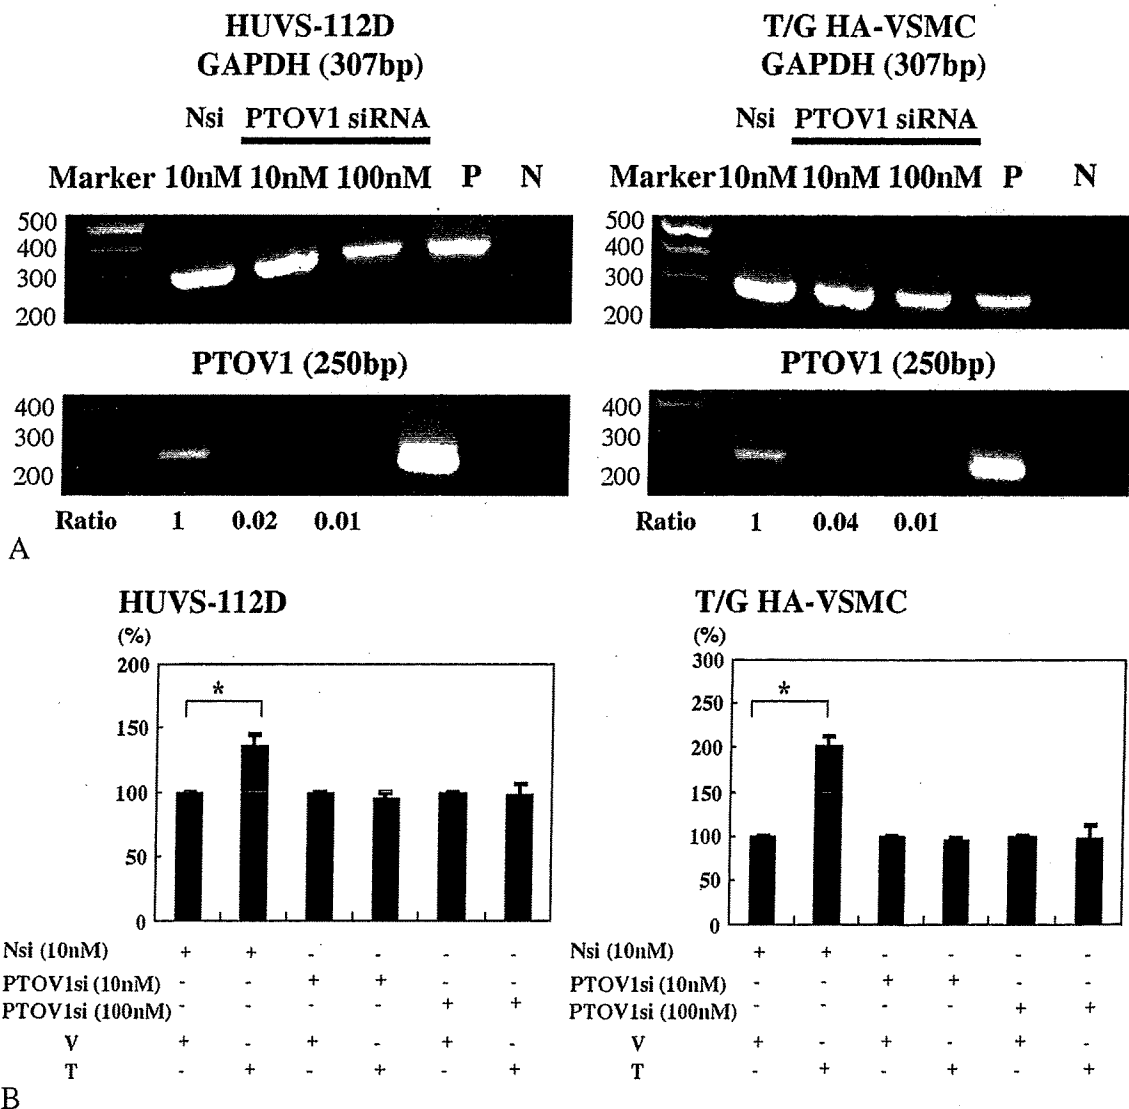 HUVS-112D
GAPDH (307bp)
Nsi PTOV1 siRNA
Marker 10nM 10nM 100nM P N
500
400
300
200
PTOV1 (250bp)
400
300
200
Ratio 1 0.02 0.01
T/G HA-VSMC
GAPDH (307bp)
Nsi PTOV1 siRNA
Marker 10nM 10nM 100nM P N
500
400
300
200
PTOV1 (250bp)
400
300
200
Ratio 1 0.04 0.01
A
HUVS-112D
(%)
200
*
150
100
50
0
Nsi (10nM) + + - - - -
PTOV1si (10nM) - - + + - -
PTOV1si (100nM) - - - - + +
V + - + - + -
T - + - + - +
T/G HA-VSMC
(%)
300
*
250
200
150
100
50
0
Nsi (10nM) + + - - - -
PTOV1si (10nM) - - + + - -
PTOV1si (100nM) - - - - + +
V + - + - + -
T - + - + - +
B